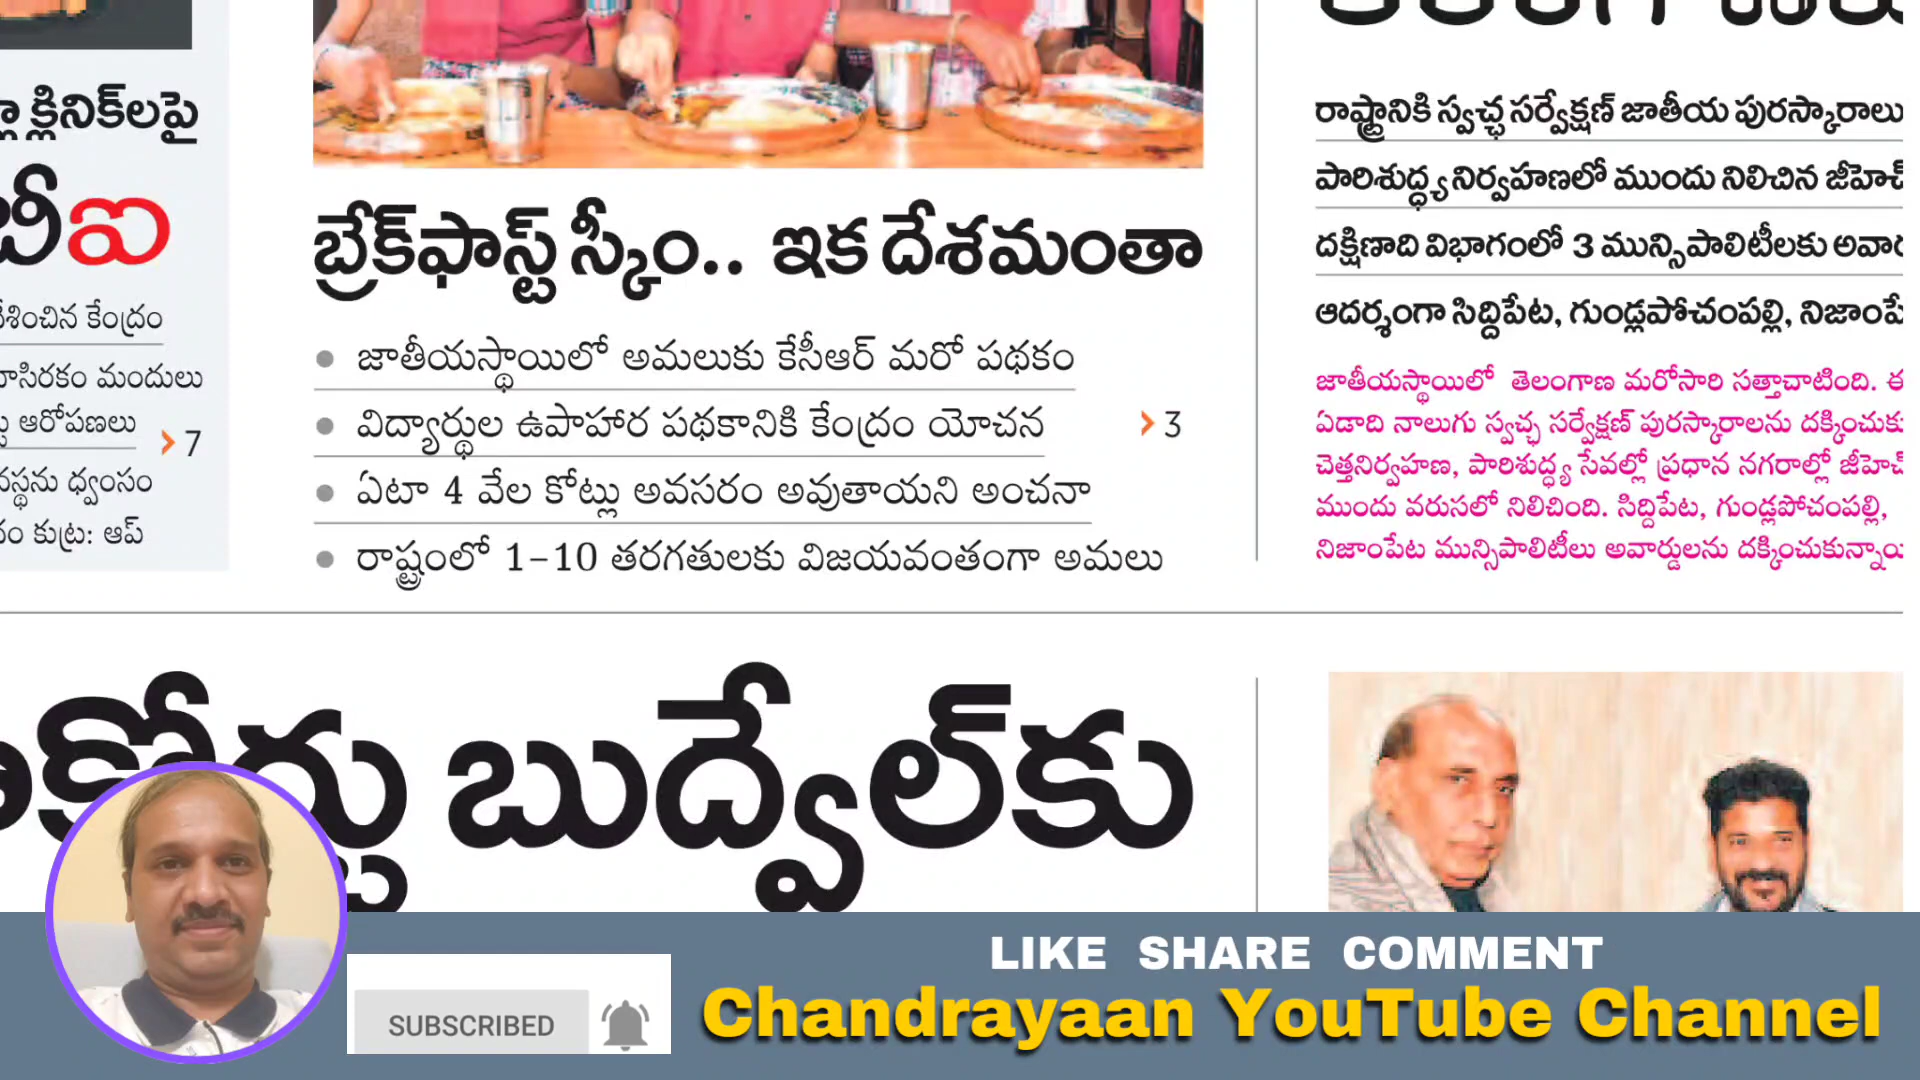 క్లినిక్‌లపై
బీఐ
కేంద్రం
మందులు
ఆరోపణలు
7
ధ్వంసం
కుట్ర: ఆప్
బ్రేక్‌ఫాస్ట్ స్కీం.. ఇక దేశమంతా
జాతీయస్థాయిలో అమలుకు కేసీఆర్ మరో పథకం
విద్యార్థుల ఉపాహార పథకానికి కేంద్రం యోచన
3
ఏటా 4 వేల కోట్లు అవసరం అవుతాయని అంచనా
రాష్ట్రంలో 1-10 తరగతులకు విజయవంతంగా అమలు
రాష్ట్రానికి స్వచ్ఛ సర్వేక్షణ్ జాతీయ పురస్కారాలు
పారిశుద్ధ్య నిర్వహణలో ముందు నిలిచిన జీహెచ్
దక్షిణాది విభాగంలో 3 మున్సిపాలిటీలకు
ఆదర్శంగా సిద్దిపేట, గుండ్లపోచంపల్లి,
జాతీయస్థాయిలో తెలంగాణ మరోసారి సత్తాచాటింది. ఈ
ఏడాది నాలుగు స్వచ్ఛ సర్వేక్షణ్ పురస్కారాలను
చెత్తనిర్వహణ, పారిశుద్ధ్య సేవల్లో ప్రధాన నగరాల్లో జీహెచ్
ముందు వరుసలో నిలిచింది. సిద్దిపేట, గుండ్లపోచంపల్లి,
నిజాంపేట మున్సిపాలిటీలు అవార్డులను
బుద్వేల్‌కు
LIKE SHARE COMMENT
SUBSCRIBED
Chandrayaan YouTube Channel